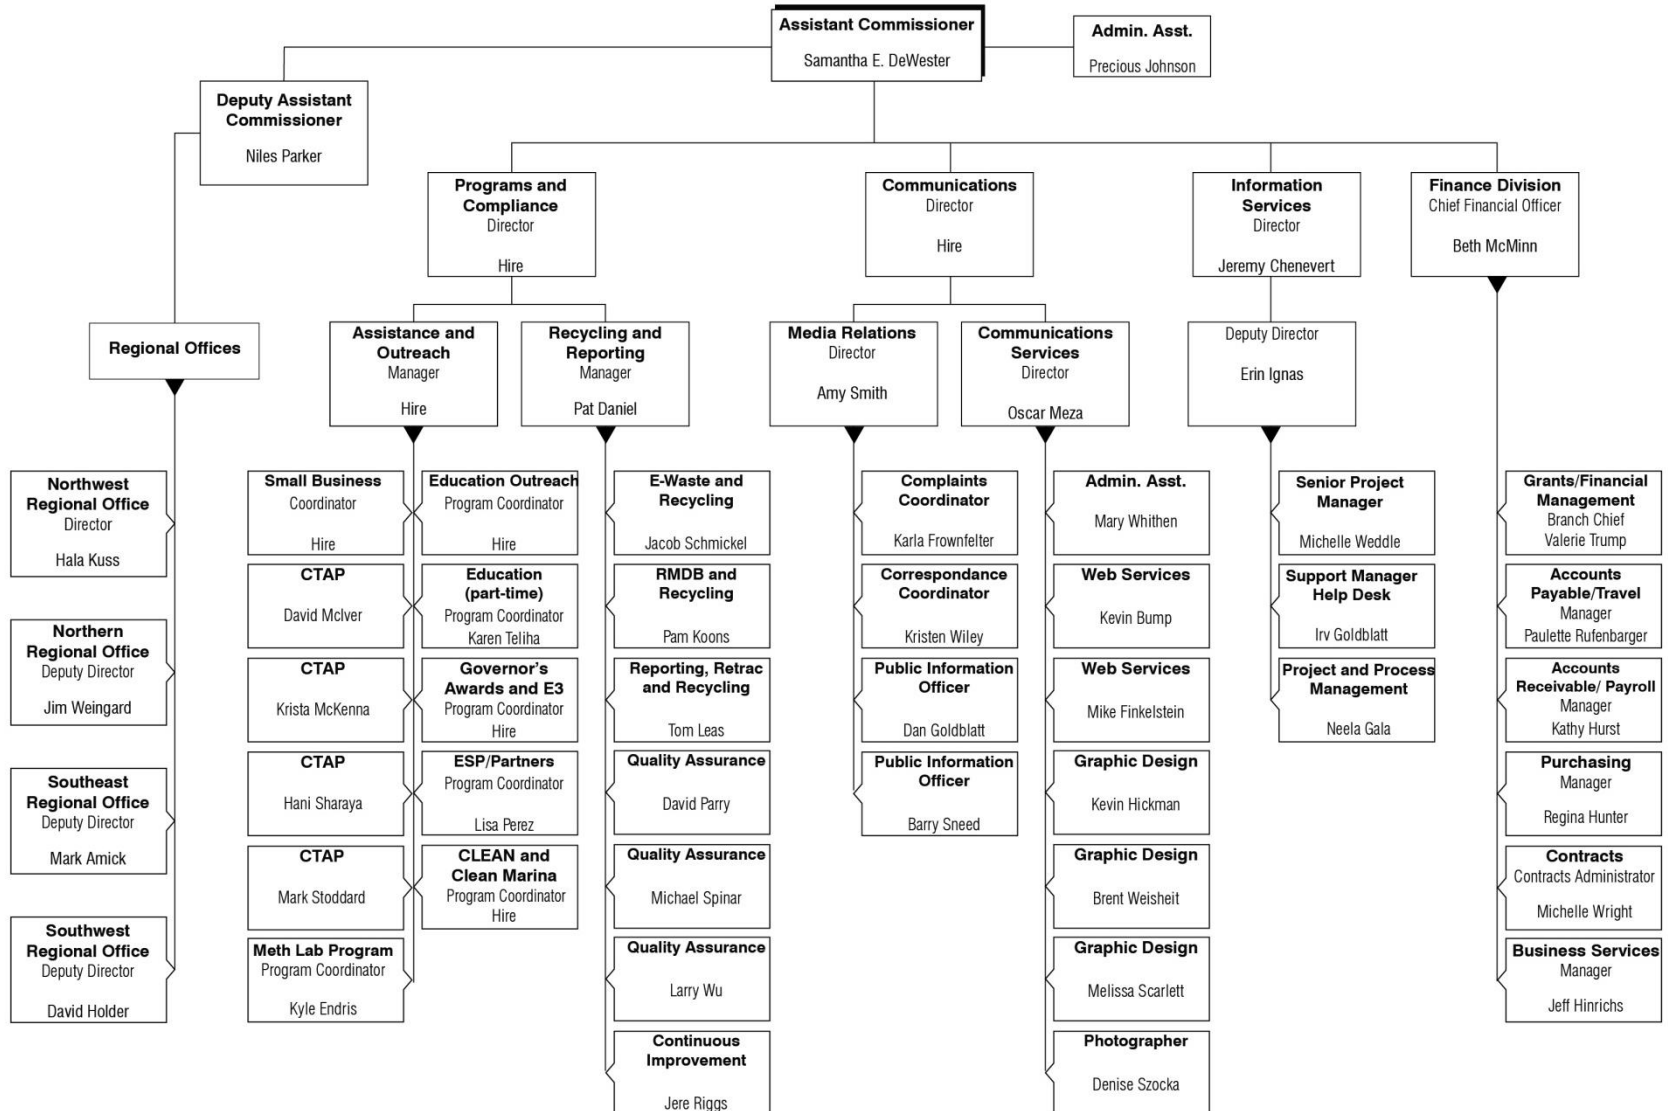 Assistant Commissioner
Samantha E. DeWester
Admin. Asst.
Precious Johnson
Deputy Assistant
Commissioner
Niles Parker
Programs and
Compliance
Director
Hire
Communications
Director
Hire
Information
Services
Director
Jeremy Chenevert
Finance Division
Chief Financial Officer
Beth McMinn
Regional Offices
Assistance and
Outreach
Manager
Hire
Recycling and
Reporting
Manager
Pat Daniel
Media Relations
Director
Amy Smith
Communications
Services
Director
Oscar Meza
Deputy Director
Erin Ignas
Northwest
Regional Office
Director
Hala Kuss
Northern
Regional Office
Deputy Director
Jim Weingard
Southeast
Regional Office
Deputy Director
Mark Amick
Southwest
Regional Office
Deputy Director
David Holder
Small Business
Coordinator
Hire
CTAP
David McIver
CTAP
Krista McKenna
CTAP
Hani Sharaya
CTAP
Mark Stoddard
Meth Lab Program
Program Coordinator
Kyle Endris
Education Outreach
Program Coordinator
Hire
Education
(part-time)
Program Coordinator
Karen Teliha
Governor's
Awards and E3
Program Coordinator
Hire
ESP/Partners
Program Coordinator
Lisa Perez
CLEAN and
Clean Marina
Program Coordinator
Hire
E-Waste and
Recycling
Jacob Schmickel
RMDB and
Recycling
Pam Koons
Reporting, Retrac
and Recycling
Tom Leas
Quality Assurance
David Parry
Quality Assurance
Michael Spinar
Quality Assurance
Larry Wu
Continuous
Improvement
Jere Riggs
Complaints
Coordinator
Karla Frownfelter
Correspondance
Coordinator
Kristen Wiley
Public Information
Officer
Dan Goldblatt
Public Information
Officer
Barry Sneed
Admin. Asst.
Mary Whithen
Web Services
Kevin Bump
Web Services
Mike Finkelstein
Graphic Design
Kevin Hickman
Graphic Design
Brent Weisheit
Graphic Design
Melissa Scarlett
Photographer
Denise Szocka
Senior Project
Manager
Michelle Weddle
Support Manager
Help Desk
Irv Goldblatt
Project and Process
Management
Neela Gala
Grants/Financial
Management
Branch Chief
Valerie Trump
Accounts
Payable/Travel
Manager
Paulette Rufenbarger
Accounts
Receivable/ Payroll
Manager
Kathy Hurst
Purchasing
Manager
Regina Hunter
Contracts
Contracts Administrator
Michelle Wright
Business Services
Manager
Jeff Hinrichs